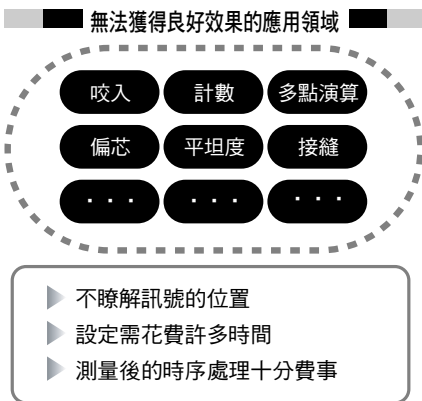 無法獲得良好效果的應用領域
咬入 計數 多點演算
偏芯 平坦度 接縫
··· ··· ···
不瞭解訊號的位置
設定需花費許多時間
測量後的時序處理十分費事